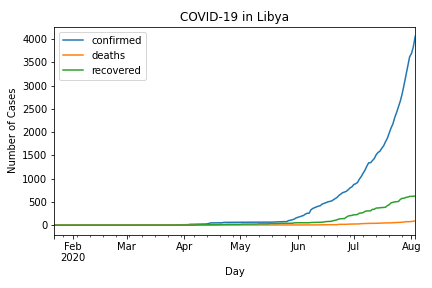 COVID-19 in Libya
confirmed
deaths
recovered
Number of Cases
4000
3500
3000
2500
2000
1500
1000
500
0
Feb Mar Apr May Jun Jul Aug
2020
Day